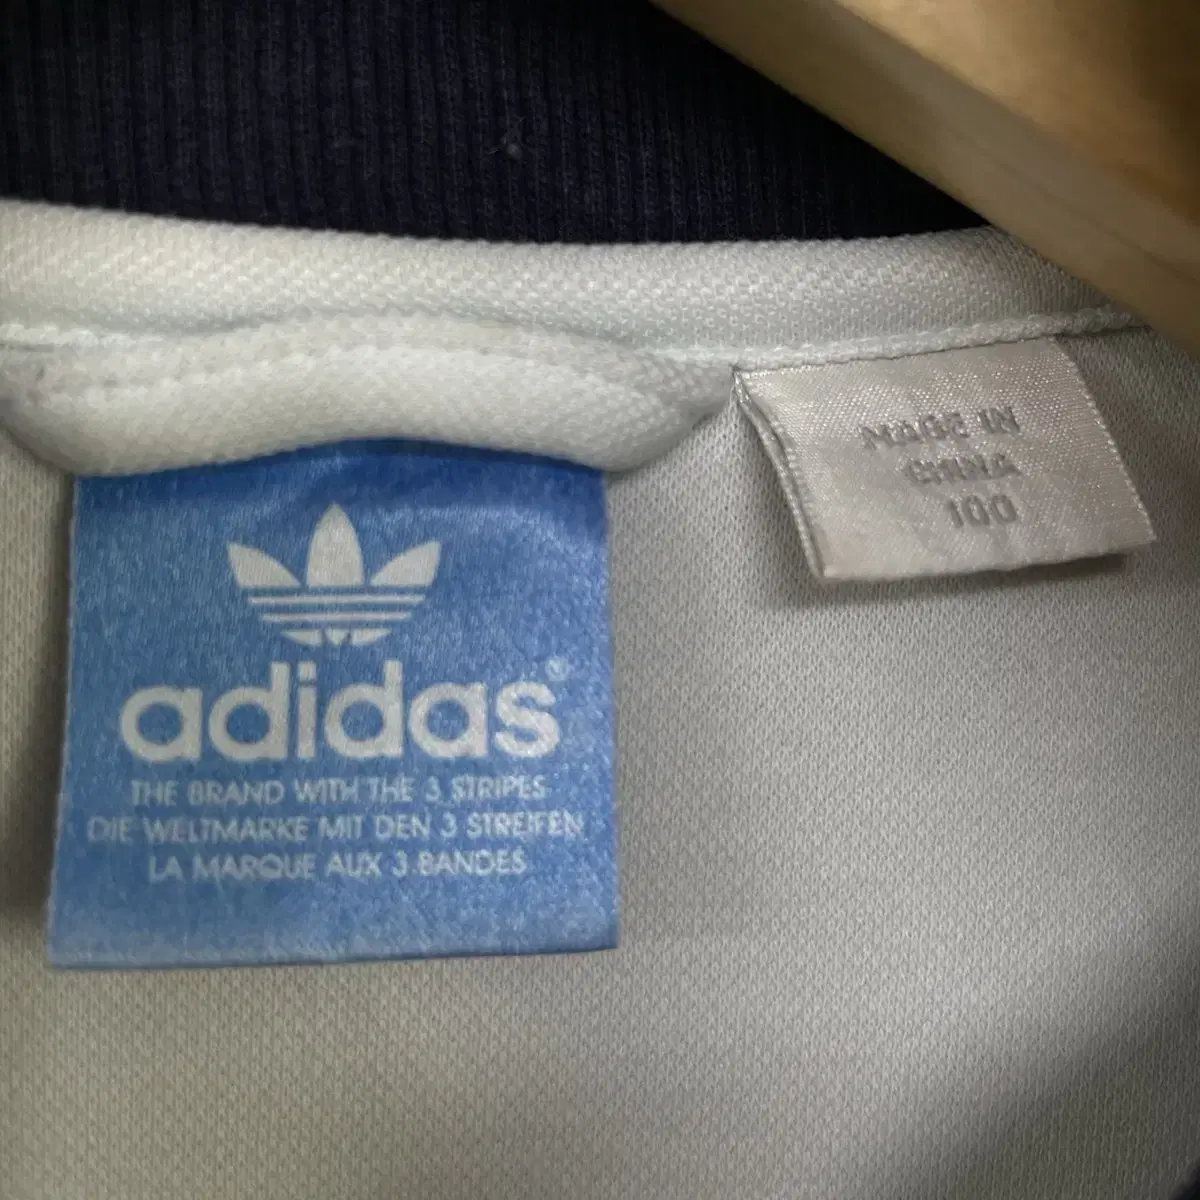 adidas®
THE BRAND WITH THE 3 STRIPES
DIE WELTMARKE MIT DEN 3 STREIFEN
LA MARQUE AUX 3 BANDES
MADE IN
CHINA
100